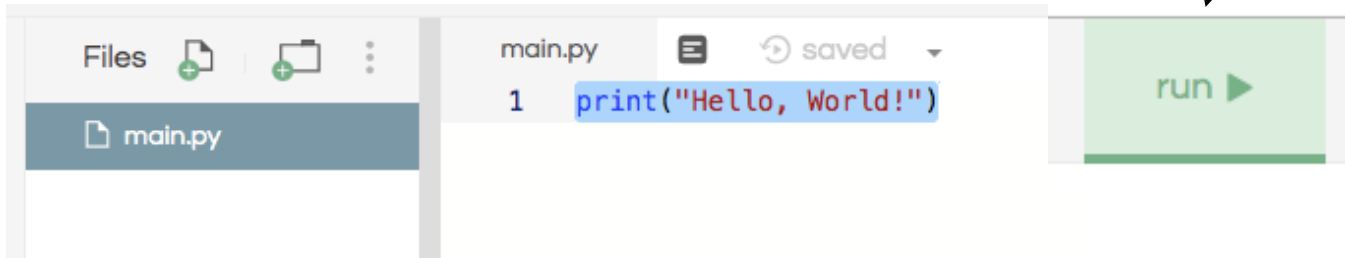 Files
main.py
main.py saved
1 print("Hello, World!")
run